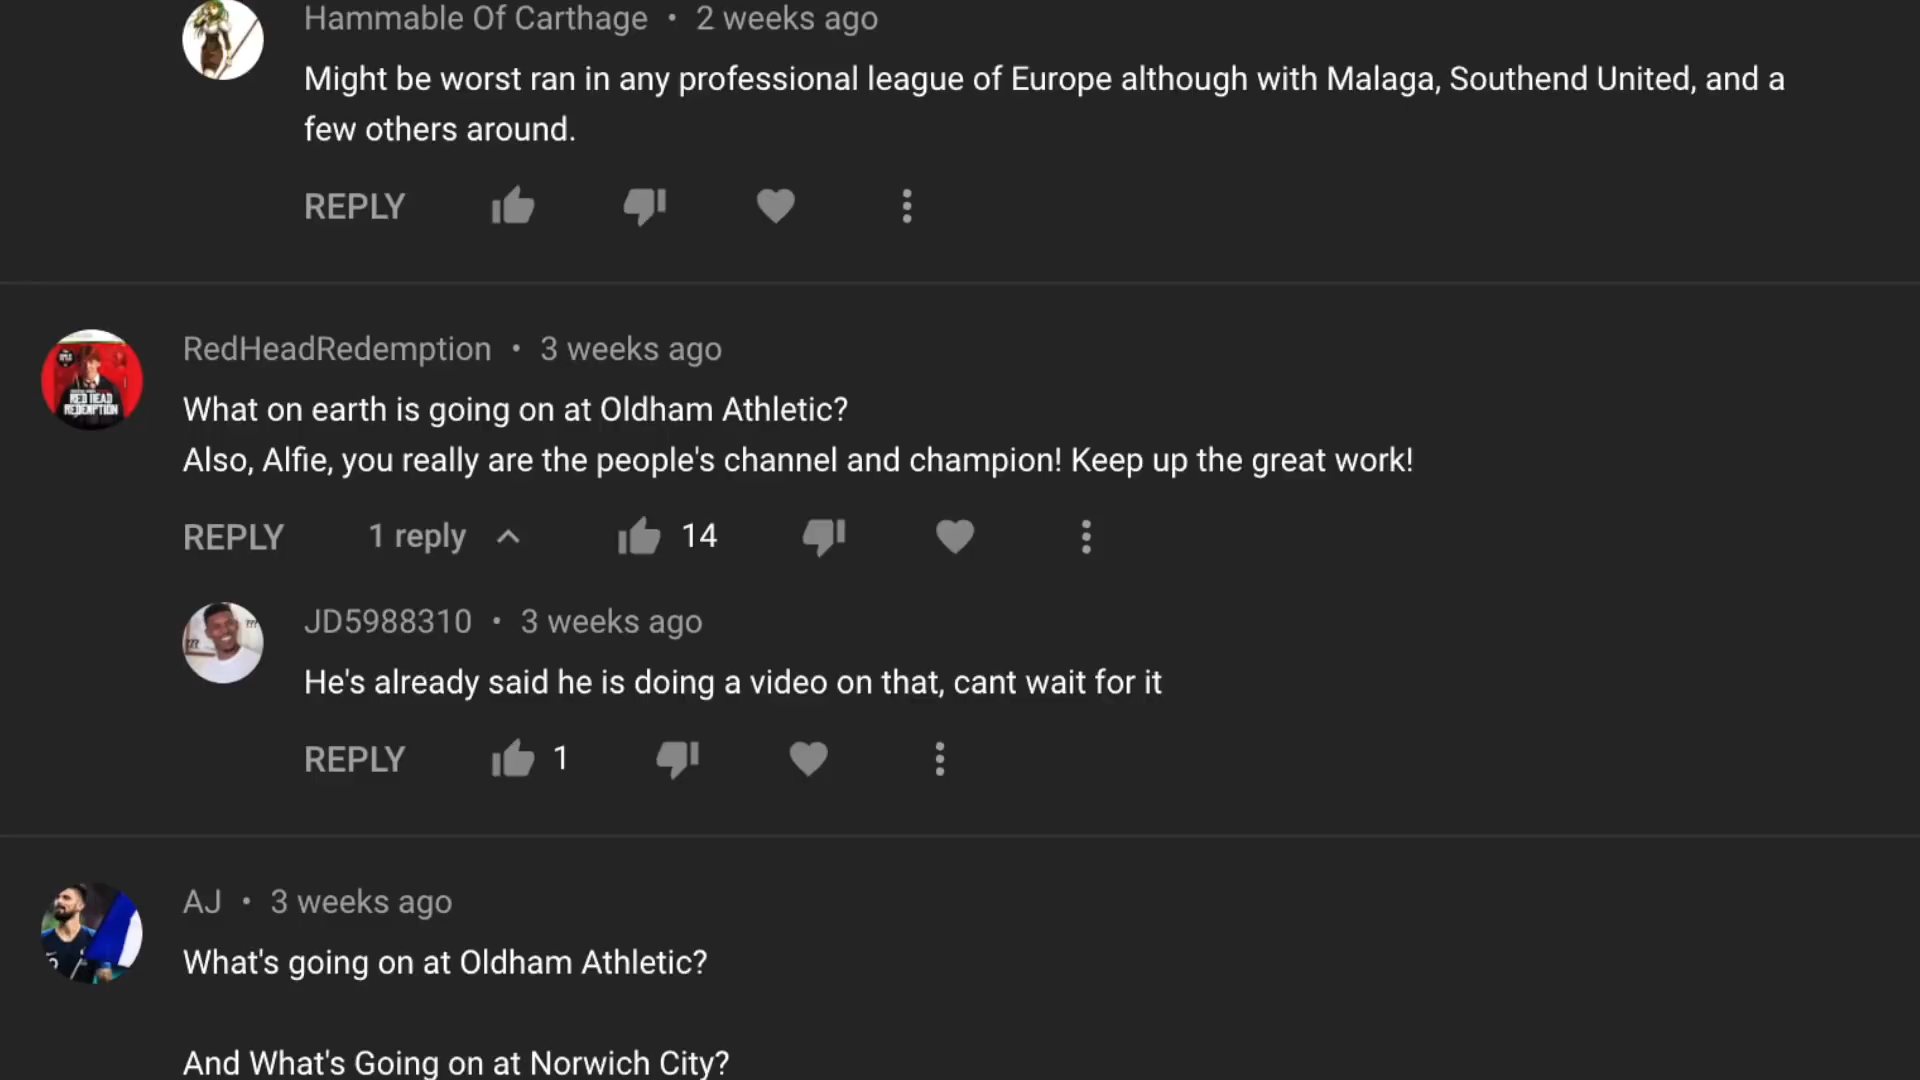 Hammable Of Carthage • 2 weeks ago
Might be worst ran in any professional league of Europe although with Malaga, Southend United, and a
few others around.
REPLY
RedHeadRedemption • 3 weeks ago
RED HEAD
REDEMPTION
What on earth is going on at Oldham Athletic?
Also, Alfie, you really are the people's channel and champion! Keep up the great work!
REPLY 1 reply 14
JD5988310 • 3 weeks ago
He's already said he is doing a video on that, cant wait for it
REPLY 1
AJ • 3 weeks ago
What's going on at Oldham Athletic?
And What's Going on at Norwich City?